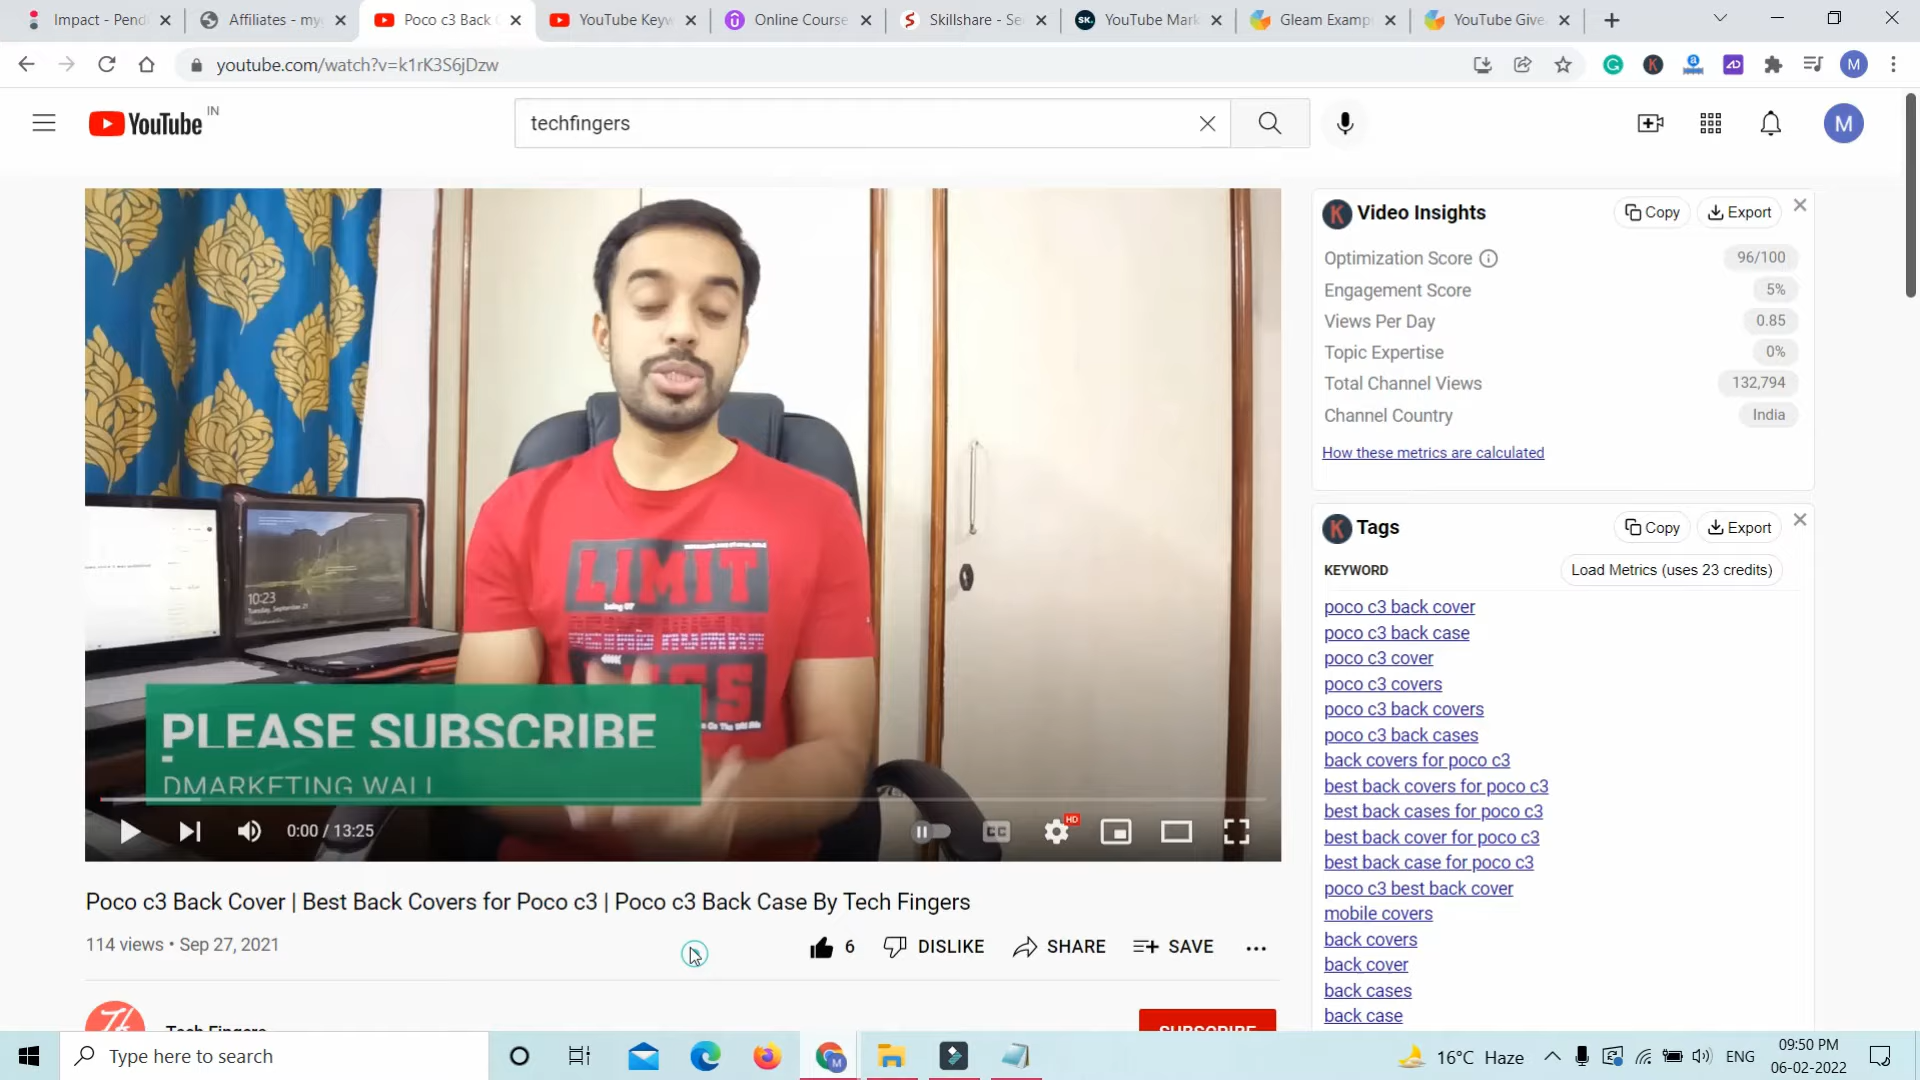 Impact - Pend
Affiliates - my
Poco c3 Back
YouTube Keyw
Online Course
Skillshare - Se
YouTube Mark
Gleam Examp
YouTube Give
youtube.com/watch?v=k1rK3S6jDzw
M
YouTube IN
techfingers
M
LIMIT
10:23
PLEASE SUBSCRIBE
DMARKETING WALL
0:00 / 13:25
CC
HD
Poco c3 Back Cover | Best Back Covers for Poco c3 | Poco c3 Back Case By Tech Fingers
114 views • Sep 27, 2021
6
DISLIKE
SHARE
SAVE
Tech Fingers
SUBSCRIBE
K Video Insights
Copy
Export
Optimization Score
96/100
Engagement Score
5%
Views Per Day
0.85
Topic Expertise
0%
Total Channel Views
132,794
Channel Country
India
How these metrics are calculated
K Tags
Copy
Export
KEYWORD
Load Metrics (uses 23 credits)
poco c3 back cover
poco c3 back case
poco c3 cover
poco c3 covers
poco c3 back covers
poco c3 back cases
back covers for poco c3
best back covers for poco c3
best back cases for poco c3
best back cover for poco c3
best back case for poco c3
poco c3 best back cover
mobile covers
back covers
back cover
back cases
back case
Type here to search
16°C Haze
ENG
09:50 PM
06-02-2022